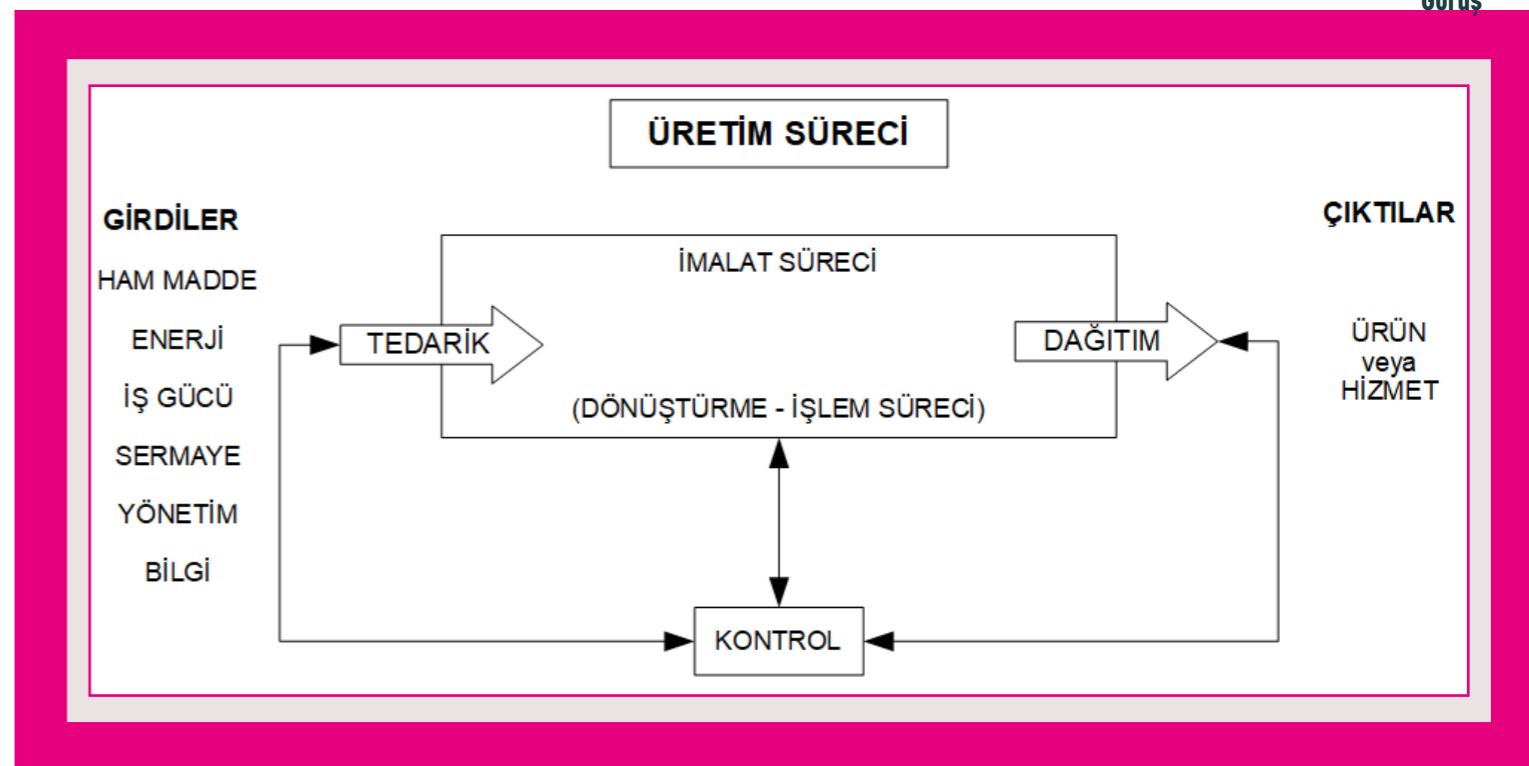 ÜRETİM SÜRECİ
GİRDİLER
HAM MADDE
ENERJİ
İŞ GÜCÜ
SERMAYE
YÖNETİM
BİLGİ
TEDARİK
İMALAT SÜRECİ
(DÖNÜŞTÜRME - İŞLEM SÜRECİ)
DAĞITIM
KONTROL
ÇIKTILAR
ÜRÜN
veya
HİZMET